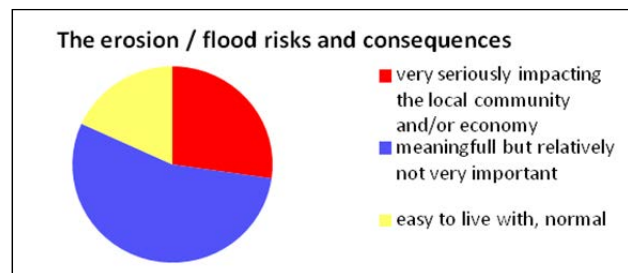 The erosion / flood risks and consequences
very seriously impacting
the local community
and/or economy
meaningfull but relatively
not very important
easy to live with, normal